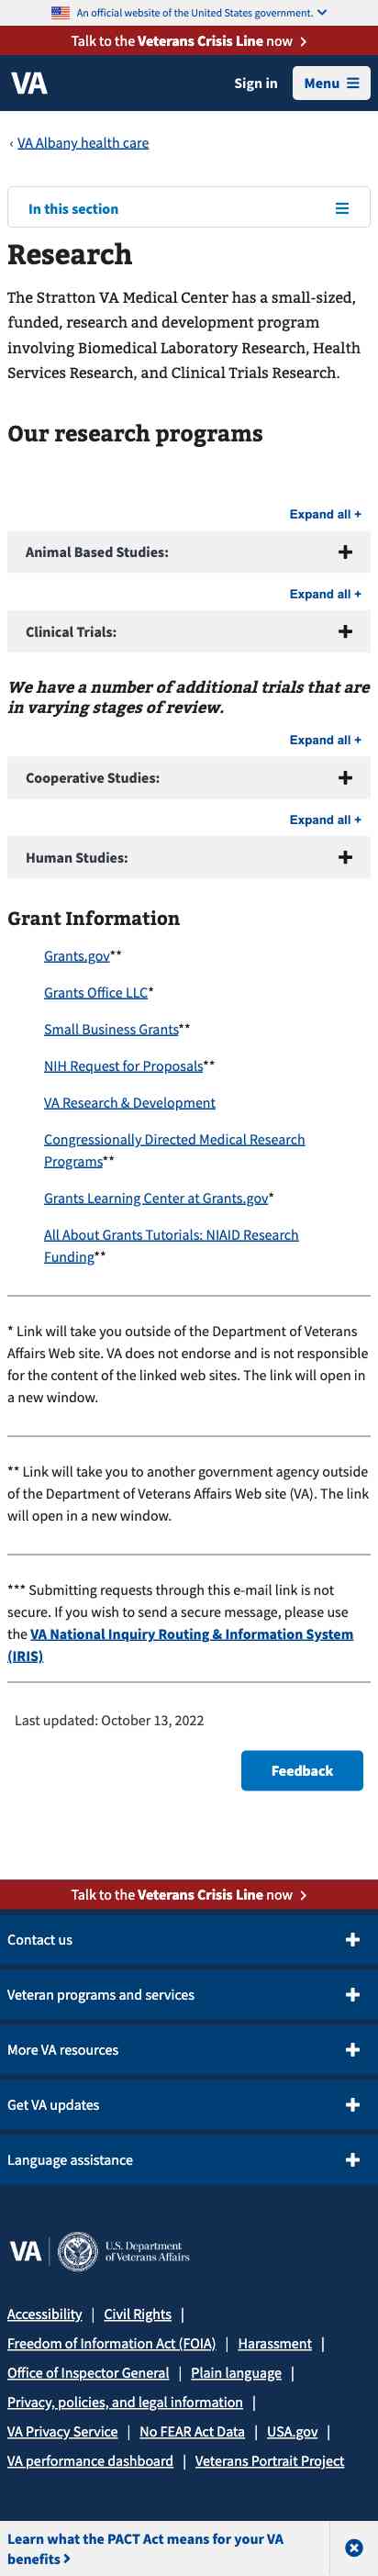 An official website of the United States government.
Talk to the Veterans Crisis Line now
VA
Sign in
Menu
‹ VA Albany health care
In this section
Research
The Stratton VA Medical Center has a small-sized,
funded, research and development program
involving Biomedical Laboratory Research, Health
Services Research, and Clinical Trials Research.
Our research programs
Expand all +
Animal Based Studies:
Expand all +
Clinical Trials:
We have a number of additional trials that are
in varying stages of review.
Expand all +
Cooperative Studies:
Expand all +
Human Studies:
Grant Information
Grants.gov**
Grants Office LLC*
Small Business Grants**
NIH Request for Proposals**
VA Research & Development
Congressionally Directed Medical Research
Programs**
Grants Learning Center at Grants.gov*
All About Grants Tutorials: NIAID Research
Funding**
* Link will take you outside of the Department of Veterans
Affairs Web site. VA does not endorse and is not responsible
for the content of the linked web sites. The link will open in
a new window.
** Link will take you to another government agency outside
of the Department of Veterans Affairs Web site (VA). The link
will open in a new window.
*** Submitting requests through this e-mail link is not
secure. If you wish to send a secure message, please use
the VA National Inquiry Routing & Information System
(IRIS)
Last updated: October 13, 2022
Feedback
Talk to the Veterans Crisis Line now
Contact us
Veteran programs and services
More VA resources
Get VA updates
Language assistance
VA | U.S. Department
of Veterans Affairs
Accessibility | Civil Rights |
Freedom of Information Act (FOIA) | Harassment |
Office of Inspector General | Plain language |
Privacy, policies, and legal information |
VA Privacy Service | No FEAR Act Data | USA.gov |
VA performance dashboard | Veterans Portrait Project
Learn what the PACT Act means for your VA
benefits